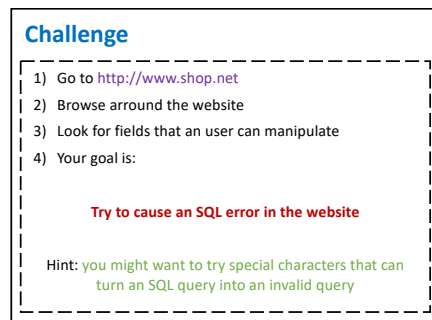 Challenge
1) Go to http://www.shop.net
2) Browse arround the website
3) Look for fields that an user can manipulate
4) Your goal is:
Try to cause an SQL error in the website
Hint: you might want to try special characters that can
turn an SQL query into an invalid query